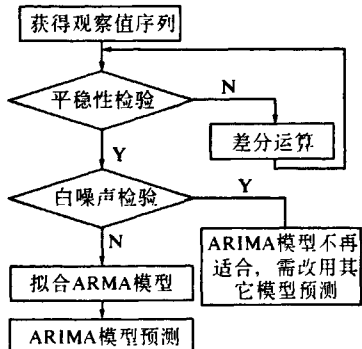 获得观察值序列
平稳性检验
N
差分运算
Y
白噪声检验
Y
N
ARIMA模型不再
适合，需改用其
它模型预测
拟合ARMA模型
ARIMA模型预测